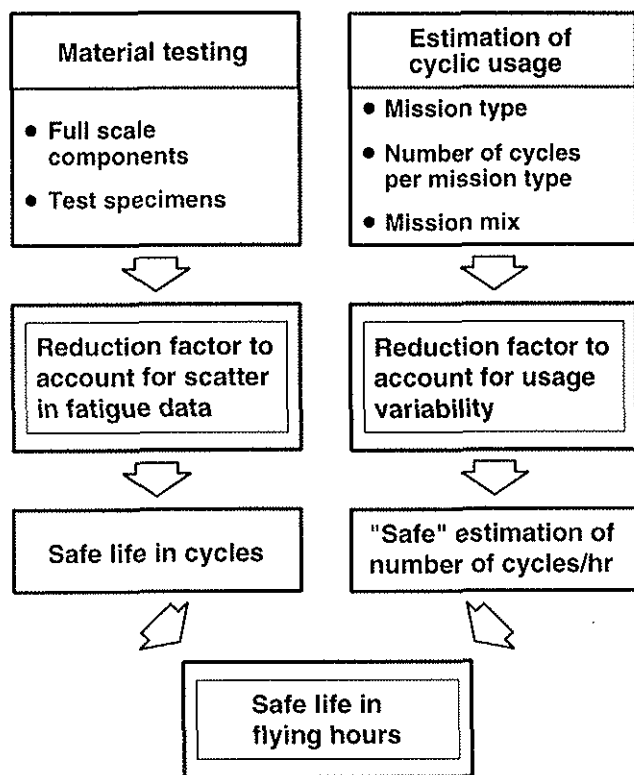 Material testing
• Full scale
components
• Test specimens
Estimation of
cyclic usage
• Mission type
• Number of cycles
per mission type
• Mission mix
Reduction factor to
account for scatter
in fatigue data
Reduction factor to
account for usage
variability
Safe life in cycles
"Safe" estimation of
number of cycles/hr
Safe life in
flying hours